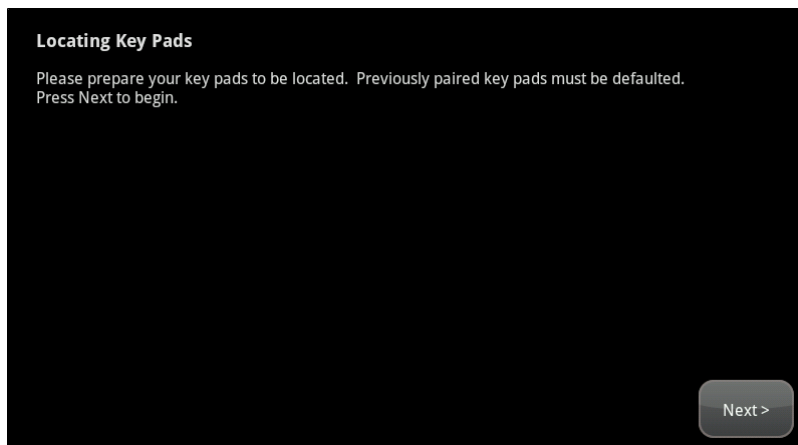 Locating Key Pads
Please prepare your key pads to be located.  Previously paired key pads must be defaulted.
Press Next to begin.
Next >